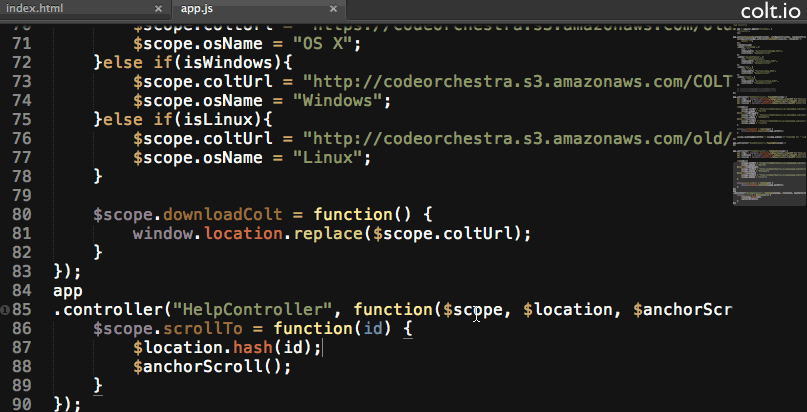 index.html × app.js × colt.io
71 $scope.osName = "OS X";
72 }else if(isWindows){
73 $scope.coltUrl = "http://codeorchestra.s3.amazonaws.com/COLT
74 $scope.osName = "Windows";
75 }else if(isLinux){
76 $scope.coltUrl = "http://codeorchestra.s3.amazonaws.com/old/
77 $scope.osName = "Linux";
78 }
79
80 $scope.downloadColt = function() {
81 window.location.replace($scope.coltUrl);
82 }
83 });
84 app
85 .controller("HelpController", function($scope, $location, $anchorScr
86 $scope.scrollTo = function(id) {
87 $location.hash(id);
88 $anchorScroll();
89 }
90 });